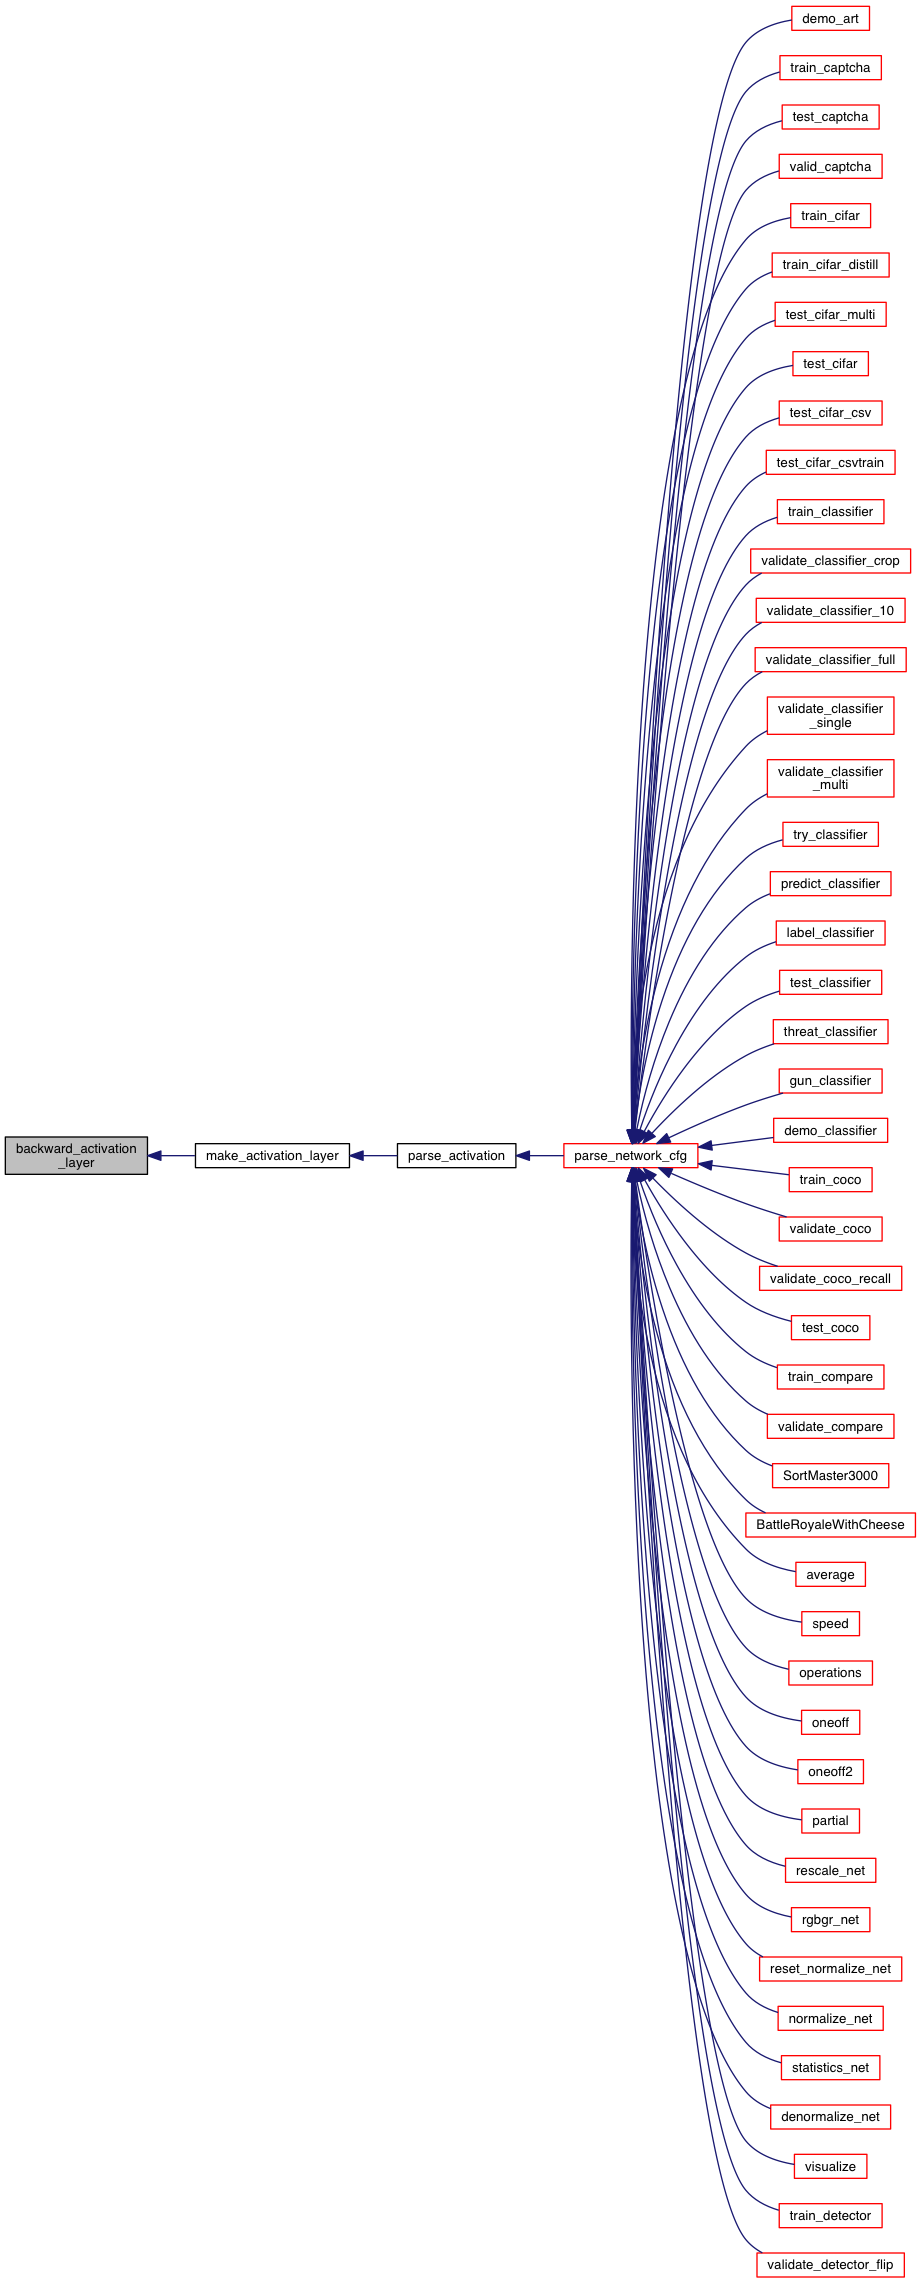 demo_art
train_captcha
test_captcha
valid_captcha
train_cifar
train_cifar_distill
test_cifar_multi
test_cifar
test_cifar_csv
test_cifar_csvtrain
train_classifier
validate_classifier_crop
validate_classifier_10
validate_classifier_full
validate_classifier
_single
validate_classifier
_multi
try_classifier
predict_classifier
label_classifier
test_classifier
threat_classifier
gun_classifier
demo_classifier
backward_activation
_layer
make_activation_layer
parse_activation
parse_network_cfg
train_coco
validate_coco
validate_coco_recall
test_coco
train_compare
validate_compare
SortMaster3000
BattleRoyaleWithCheese
average
speed
operations
oneoff
oneoff2
partial
rescale_net
rgbgr_net
reset_normalize_net
normalize_net
statistics_net
denormalize_net
visualize
train_detector
validate_detector_flip